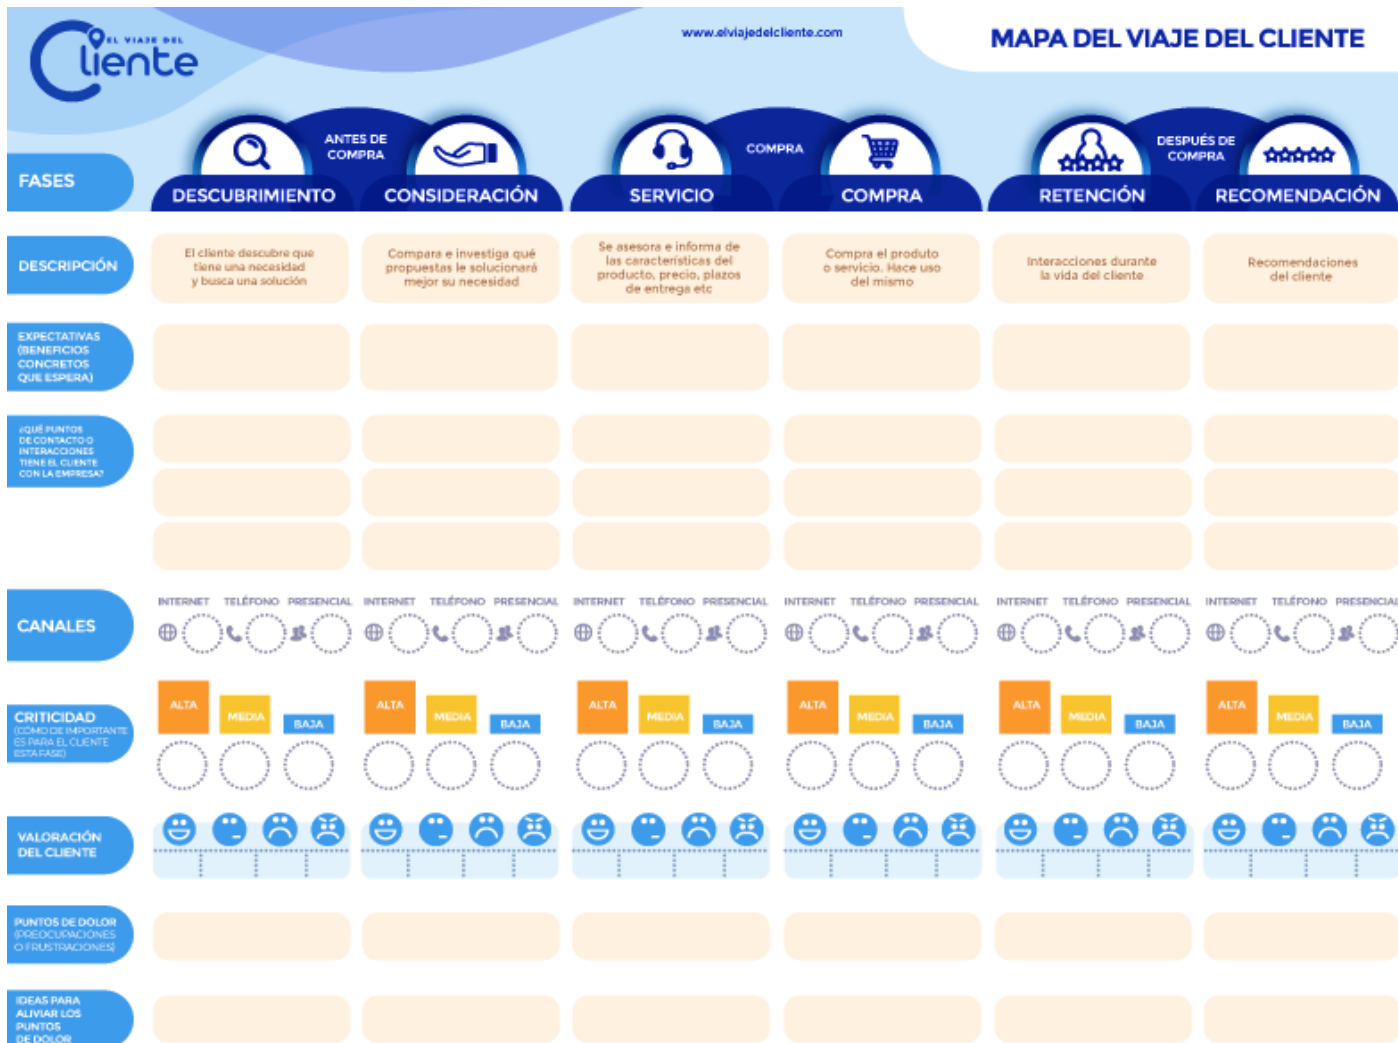 EL VIAJE DEL
Cliente
www.elviajedelcliente.com
MAPA DEL VIAJE DEL CLIENTE
ANTES DE
COMPRA
COMPRA
DESPUÉS DE
COMPRA
FASES
DESCUBRIMIENTO
CONSIDERACIÓN
SERVICIO
COMPRA
RETENCIÓN
RECOMENDACIÓN
DESCRIPCIÓN
El cliente descubre que
tiene una necesidad
y busca una solución
Compara e investiga qué
propuestas le solucionará
mejor su necesidad
Se asesora e informa de
las características del
producto, precio, plazos
de entrega etc
Compra el produto
o servicio. Hace uso
del mismo
Interacciones durante
la vida del cliente
Recomendaciones
del cliente
EXPECTATIVAS
(BENEFICIOS
CONCRETOS
QUE ESPERA)
¿QUÉ PUNTOS
DE CONTACTO O
INTERACCIONES
TIENE EL CLIENTE
CON LA EMPRESA?
CANALES
INTERNET TELÉFONO PRESENCIAL
INTERNET TELÉFONO PRESENCIAL
INTERNET TELÉFONO PRESENCIAL
INTERNET TELÉFONO PRESENCIAL
INTERNET TELÉFONO PRESENCIAL
INTERNET TELÉFONO PRESENCIAL
CRITICIDAD
(CÓMO DE IMPORTANTE
ES PARA EL CLIENTE
ESTA FASE)
ALTA MEDIA BAJA
ALTA MEDIA BAJA
ALTA MEDIA BAJA
ALTA MEDIA BAJA
ALTA MEDIA BAJA
ALTA MEDIA BAJA
VALORACIÓN
DEL CLIENTE
PUNTOS DE DOLOR
(PREOCUPACIONES
O FRUSTRACIONES)
IDEAS PARA
ALIVIAR LOS
PUNTOS
DE DOLOR